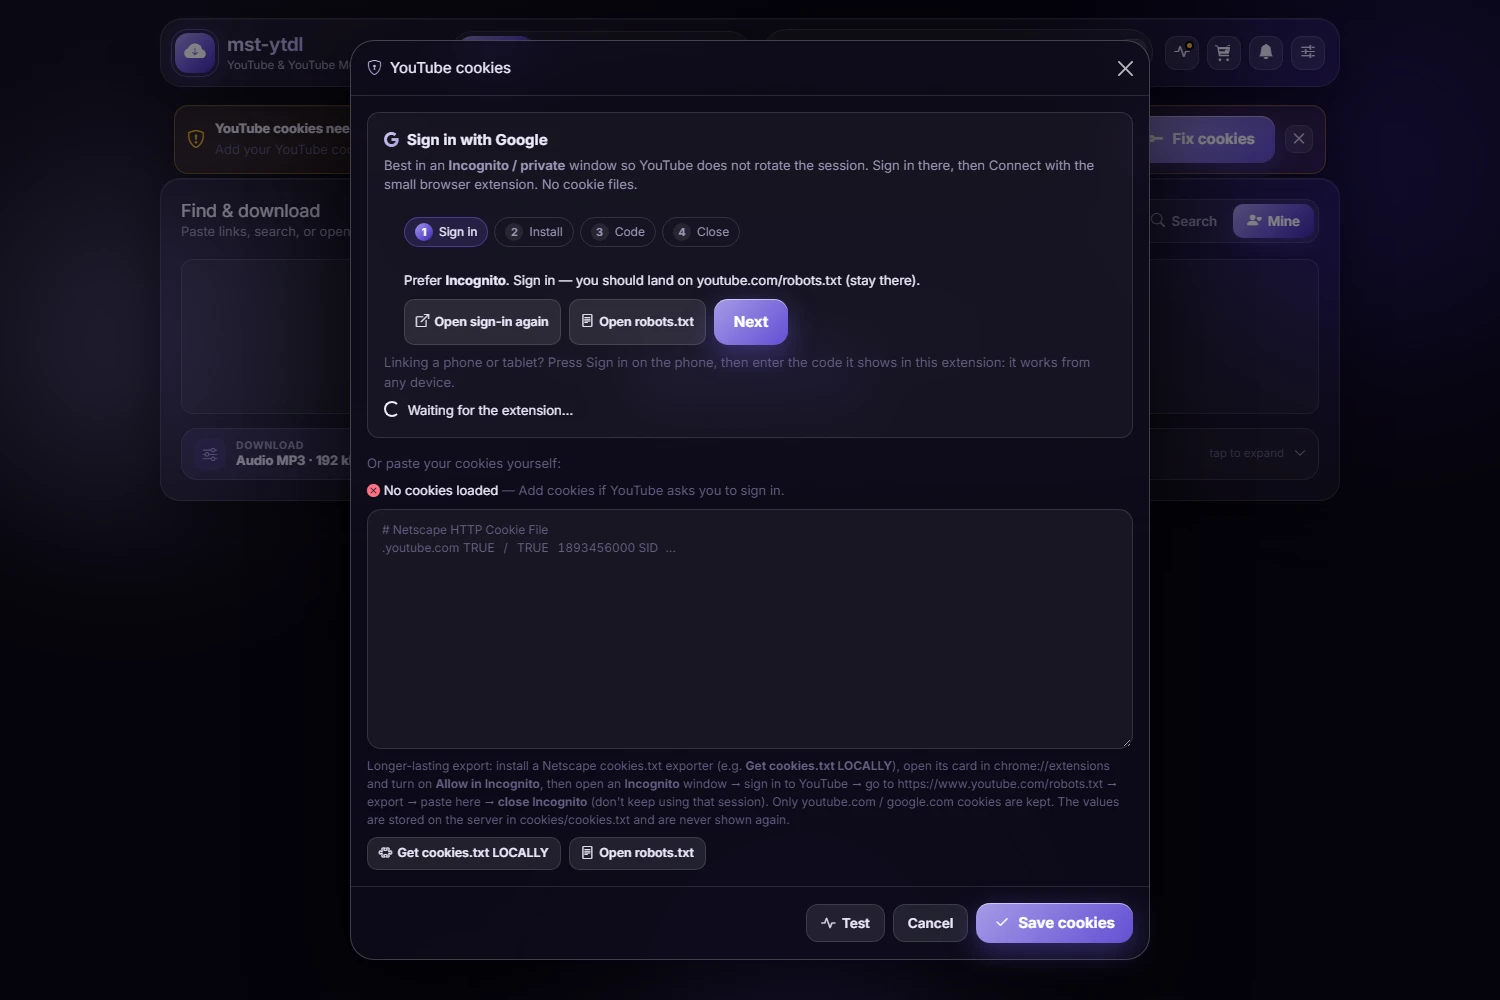 mst-ytdl
YouTube & YouTube M
YouTube cookies
YouTube cookies nee
Add your YouTube coo
Fix cookies
Find & download
Paste links, search, or open
Search
Mine
Sign in with Google
Best in an Incognito / private window so YouTube does not rotate the session. Sign in there, then Connect with the
small browser extension. No cookie files.
1 Sign in
2 Install
3 Code
4 Close
Prefer Incognito. Sign in — you should land on youtube.com/robots.txt (stay there).
Open sign-in again
Open robots.txt
Next
Linking a phone or tablet? Press Sign in on the phone, then enter the code it shows in this extension: it works from
any device.
Waiting for the extension…
DOWNLOAD
Audio MP3 · 192 k
tap to expand
Or paste your cookies yourself:
No cookies loaded — Add cookies if YouTube asks you to sign in.
# Netscape HTTP Cookie File
.youtube.com TRUE / TRUE 1893456000 SID …
Longer-lasting export: install a Netscape cookies.txt exporter (e.g. Get cookies.txt LOCALLY), open its card in chrome://extensions
and turn on Allow in Incognito, then open an Incognito window → sign in to YouTube → go to https://www.youtube.com/robots.txt →
export → paste here → close Incognito (don't keep using that session). Only youtube.com / google.com cookies are kept. The values
are stored on the server in cookies/cookies.txt and are never shown again.
Get cookies.txt LOCALLY
Open robots.txt
Test
Cancel
Save cookies